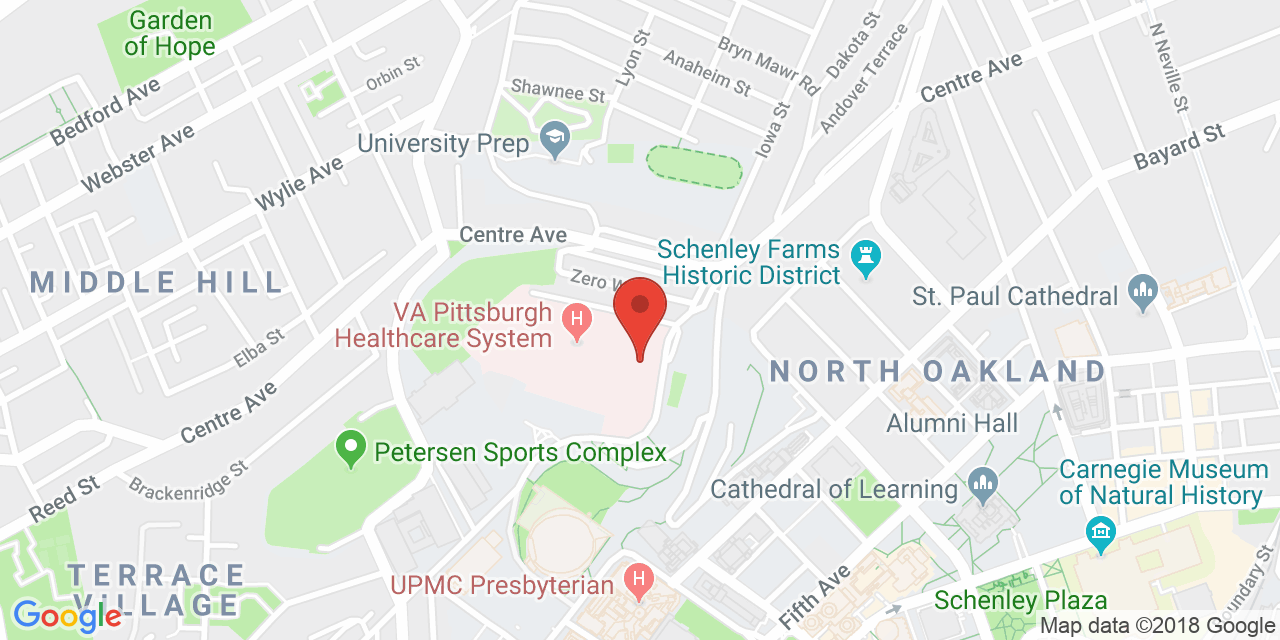 Garden
of Hope
Bedford Ave
Webster Ave
Wylie Ave
Orbin St
Shawnee St
Lyon St
Anaheim St
Bryn Mawr Rd
Dakota St
Andover Terrace
Iowa St
Centre Ave
N Neville St
Bayard St
University Prep
Centre Ave
Zero
Schenley Farms
Historic District
St. Paul Cathedral
MIDDLE HILL
VA Pittsburgh
Healthcare System
H
Elba St
NORTH OAKLAND
Centre Ave
Alumni Hall
Petersen Sports Complex
Brackenridge St
Reed St
Cathedral of Learning
Carnegie Museum
of Natural History
TERRACE
VILLAGE
UPMC Presbyterian
H
Fifth Ave
Schenley Plaza
oundary St
Google
Map data ©2018 Google